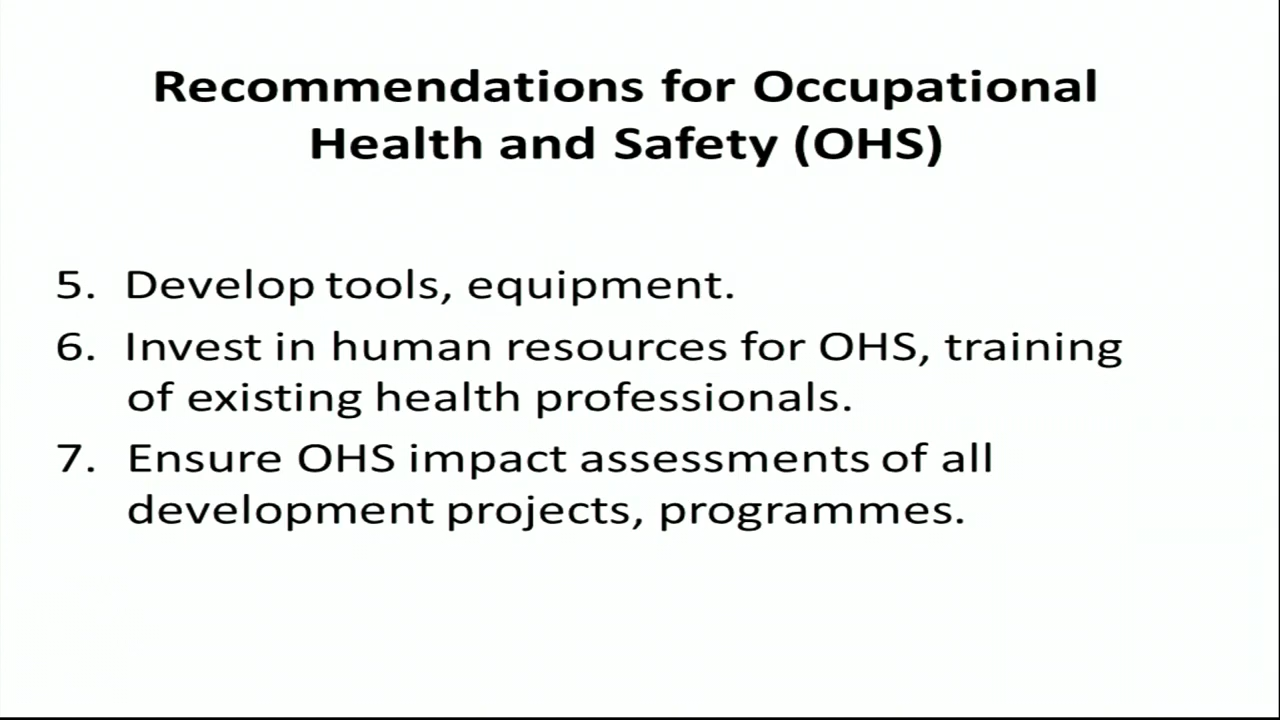 Recommendations for Occupational
Health and Safety (OHS)
5. Develop tools, equipment.
6. Invest in human resources for OHS, training
of existing health professionals.
7. Ensure OHS impact assessments of all
development projects, programmes.